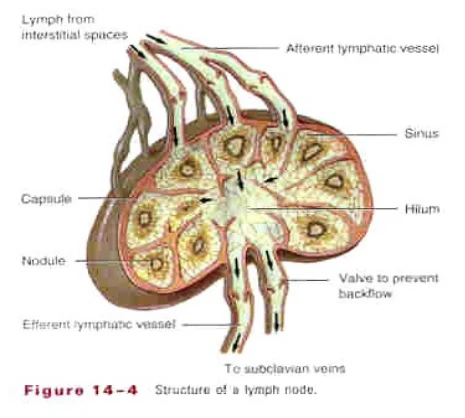 Lymph from
interstitial spaces
Afferent lymphatic vessel
Sinus
Capsule
Hilum
Nodule
Valve to prevent
backflow
Efferent lymphatic vessel
To subclavian veins
Figure 14-4 Structure of a lymph node.